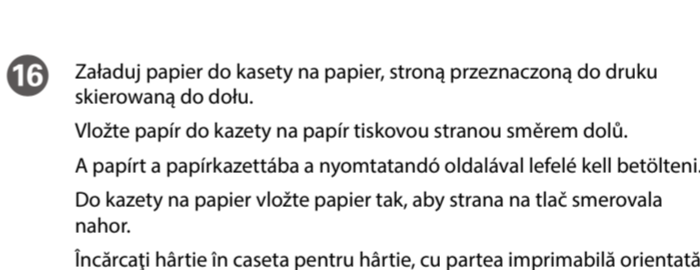 16
Załaduj papier do kasety na papier, stroną przeznaczoną do druku
skierowaną do dołu.
Vložte papír do kazety na papír tiskovou stranou směrem dolů.
A papírt a papírkazettába a nyomtatandó oldalával lefelé kell betölteni.
Do kazety na papier vložte papier tak, aby strana na tlač smerovala
nahor.
Încărcaţi hârtie în caseta pentru hârtie, cu partea imprimabilă orientată